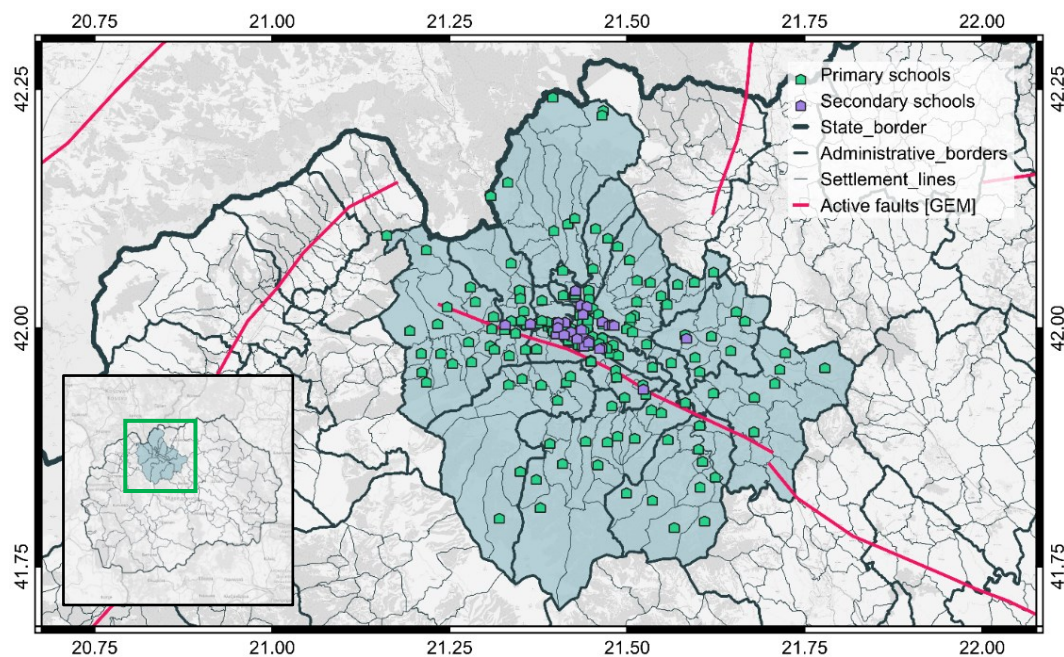 20.75 21.00 21.25 21.50 21.75 22.00
42.25 42.25
Primary schools
Secondary schools
State_border
Administrative_borders
Settlement_lines
Active faults [GEM]
42.00 42.00
41.75 41.75
20.75 21.00 21.25 21.50 21.75 22.00